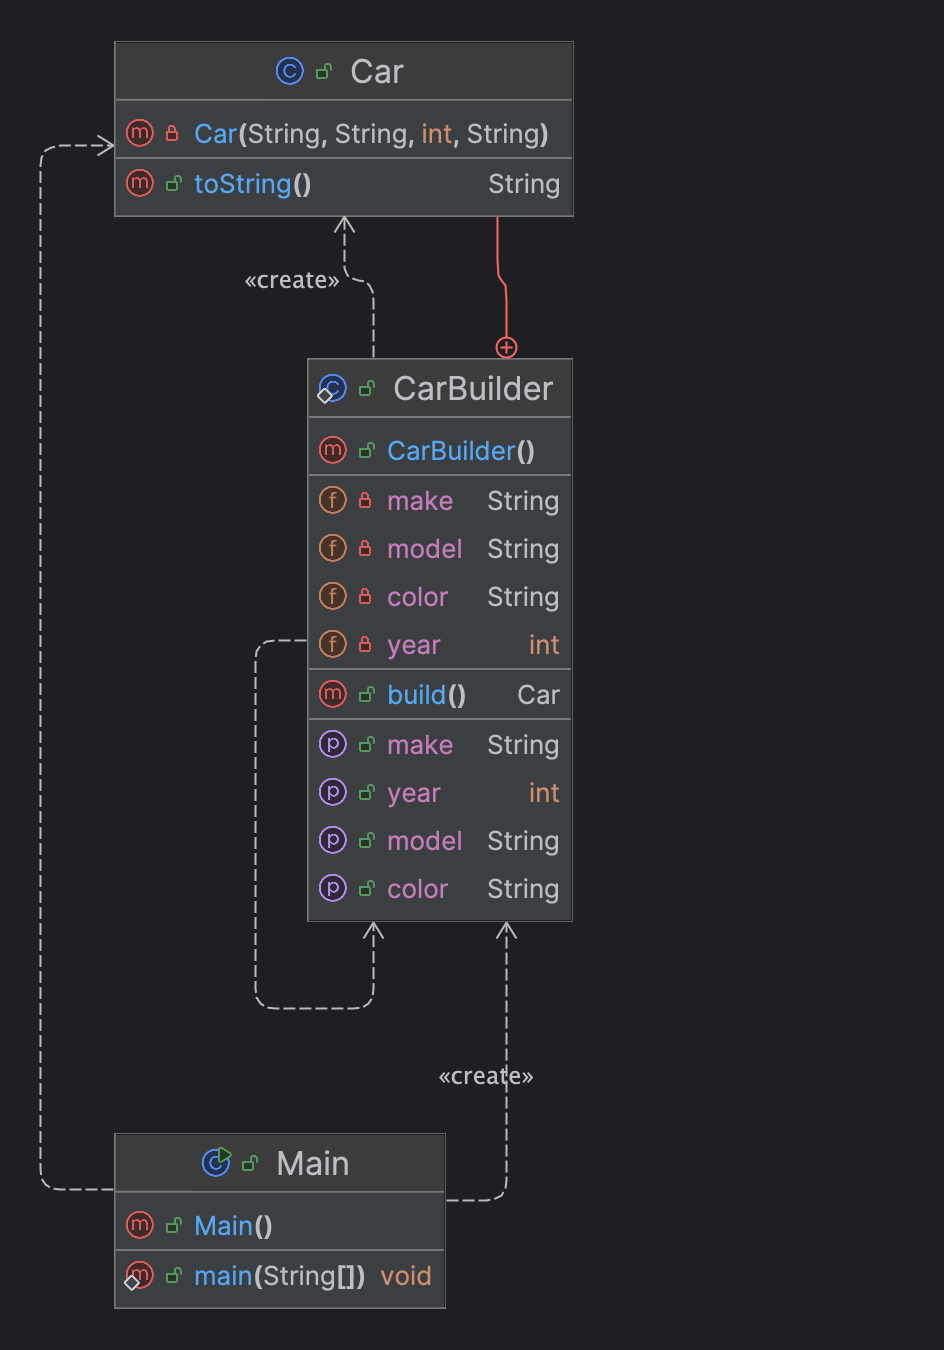 Car
Car(String, String, int, String)
toString() String
«create»
CarBuilder
CarBuilder()
make String
model String
color String
year int
build() Car
make String
year int
model String
color String
«create»
Main
Main()
main(String[]) void